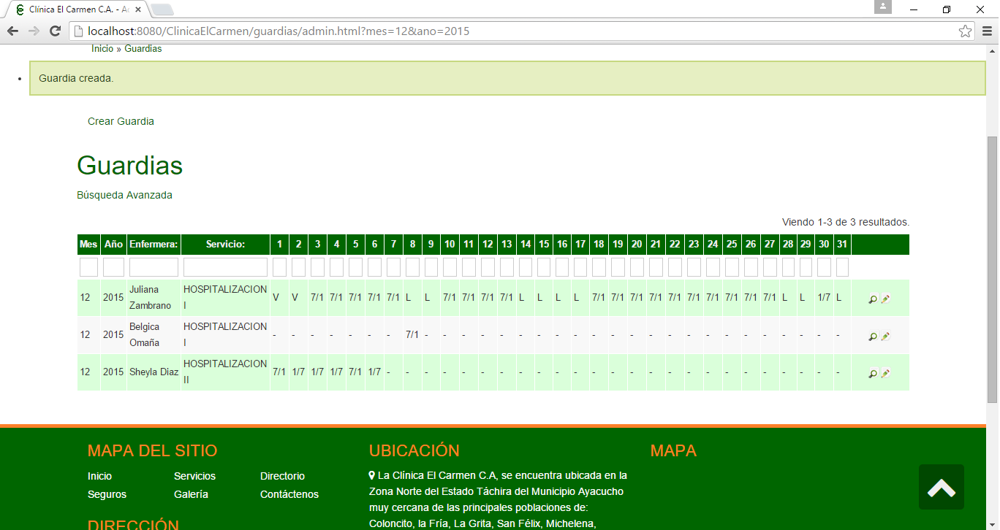 Clínica El Carmen C.A. - Ac
localhost:8080/ClinicaElCarmen/guardias/admin.html?mes=12&ano=2015
Inicio » Guardias
Guardia creada.
Crear Guardia
Guardias
Búsqueda Avanzada
Viendo 1-3 de 3 resultados.
Mes Año Enfermera: Servicio: 1 2 3 4 5 6 7 8 9 10 11 12 13 14 15 16 17 18 19 20 21 22 23 24 25 26 27 28 29 30 31
12 2015 Juliana Zambrano HOSPITALIZACION I V V 7/1 7/1 7/1 7/1 7/1 L L 7/1 7/1 7/1 7/1 L L L L 7/1 7/1 7/1 7/1 7/1 7/1 7/1 7/1 7/1 7/1 L L 1/7 L
12 2015 Belgica Omaña HOSPITALIZACION I - - - - - - - 7/1 - - - - - - - - - - - - - - - - - - - - - - -
12 2015 Sheyla Diaz HOSPITALIZACION II 7/1 1/7 1/7 1/7 7/1 1/7 - - - - - - - - - - - - - - - - - - - - - - - - -
MAPA DEL SITIO
Inicio Servicios Directorio
Seguros Galería Contáctenos
DIRECCIÓN
UBICACIÓN
La Clínica El Carmen C.A, se encuentra ubicada en la
Zona Norte del Estado Táchira del Municipio Ayacucho
muy cercana de las principales poblaciones de:
Coloncito, la Fría, La Grita, San Félix, Michelena,
MAPA